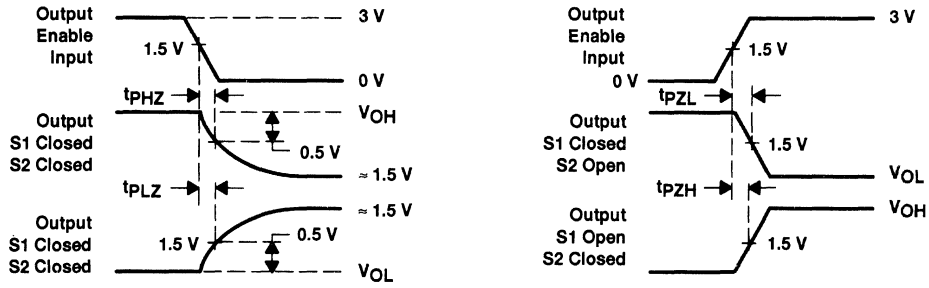 Output
Enable
Input
3 V
1.5 V
0 V
tPHZ
VOH
Output
S1 Closed
S2 Closed
0.5 V
≈ 1.5 V
tPLZ
≈ 1.5 V
Output
S1 Closed
S2 Closed
1.5 V
0.5 V
VOL
Output
Enable
Input
3 V
1.5 V
0 V
tPZL
Output
S1 Closed
S2 Open
1.5 V
VOL
tPZH
VOH
Output
S1 Open
S2 Closed
1.5 V